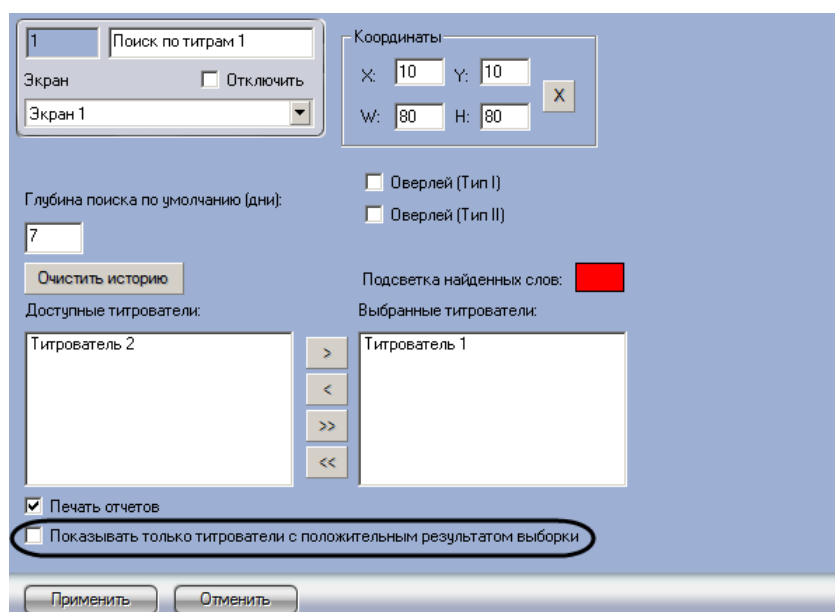 1
Поиск по титрам 1
Экран
Отключить
Экран 1
Координаты
X: 10 Y: 10
W: 80 H: 80
X
Оверлей (Тип I)
Оверлей (Тип II)
Глубина поиска по умолчанию (дни):
7
Очистить историю
Подсветка найденных слов:
Доступные титрователи:
Выбранные титрователи:
Титрователь 2
Титрователь 1
>
<
>>
<<
Печать отчетов
Показывать только титрователи с положительным результатом выборки
Применить
Отменить